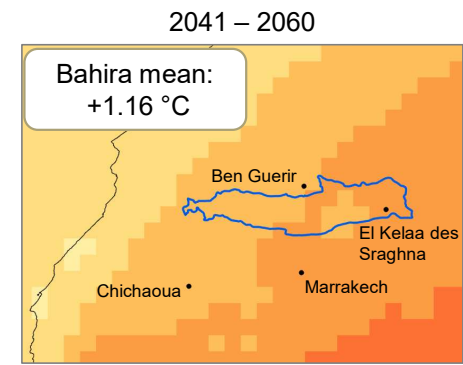 2041 – 2060
Bahira mean:
+1.16 °C
Ben Guerir
El Kelaa des
Sraghna
Chichaoua
Marrakech